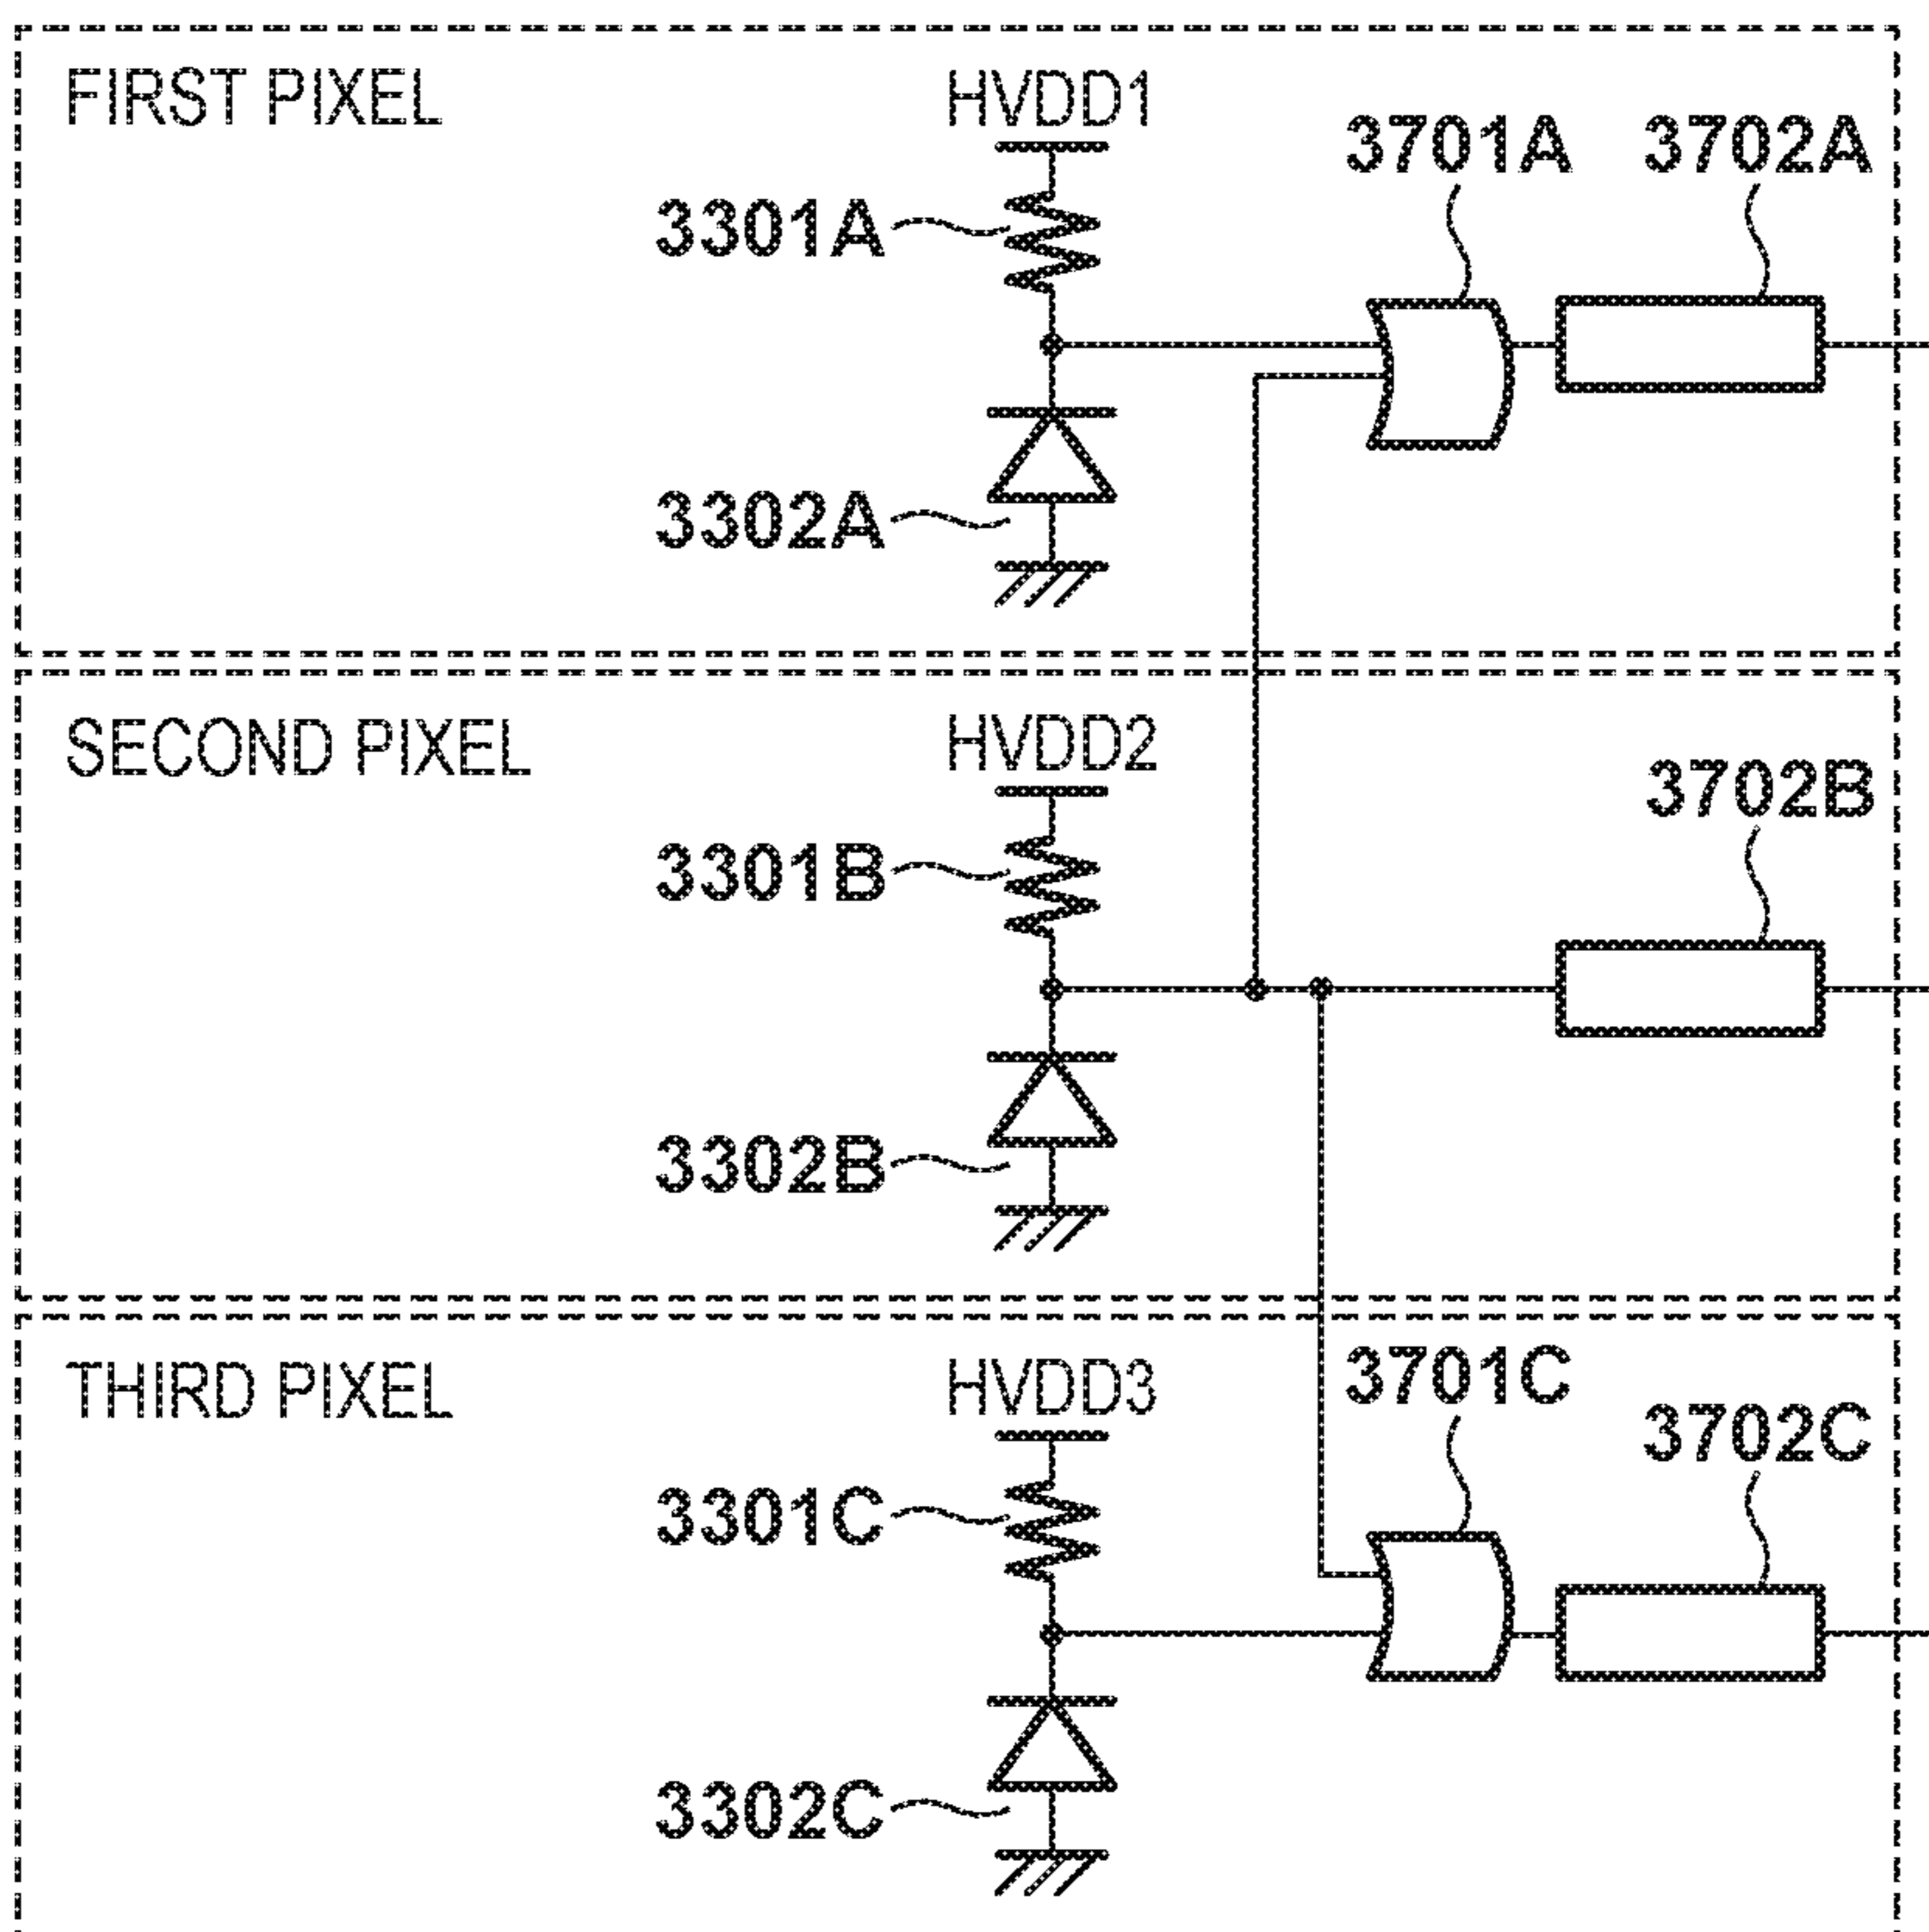 FIRST PIXEL
HVDD1
3701A
3702A
3301A
3302A
SECOND PIXEL
HVDD2
3702B
3301B
3302B
THIRD PIXEL
HVDD3
3701C
3702C
3301C
3302C